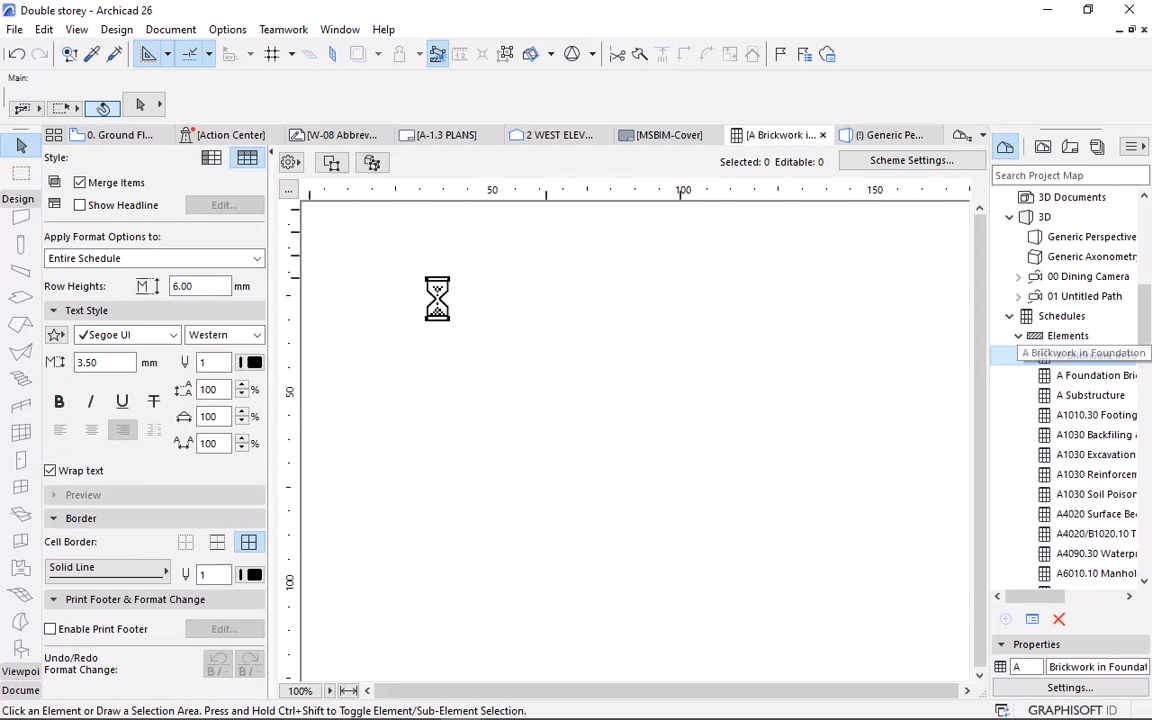 Double storey - Archicad 26
File Edit View Design Document Options Teamwork Window Help
Main:
0. Ground Fl...
[Action Center]
[W-08 Abbrev...
[A-1.3 PLANS]
2 WEST ELEV...
[MSBIM-Cover]
[A Brickwork i...
(!) Generic Pe...
Style:
Selected: 0 Editable: 0
Scheme Settings...
Merge Items
Show Headline
Edit...
Apply Format Options to:
Entire Schedule
Row Heights:
6.00
mm
Text Style
Segoe UI
Western
3.50
mm
1
100
%
100
%
100
%
Wrap text
Preview
Border
Cell Border:
Solid Line
1
Print Footer & Format Change
Enable Print Footer
Edit...
Undo/Redo
Format Change:
Design
Viewpoi
Docume
50
100
150
50
100
100%
Search Project Map
3D Documents
3D
Generic Perspective
Generic Axonometry
00 Dining Camera
01 Untitled Path
Schedules
Elements
A Brickwork in Foundation
A Foundation Bri
A Substructure
A1010.30 Footing
A1030 Backfiling
A1030 Excavation
A1030 Reinforcem
A1030 Soil Poison
A4020 Surface Be
A4020/B1020.10 T
A4090.30 Waterp
A6010.10 Manhol
Properties
A
Brickwork in Foundat
Settings...
Click an Element or Draw a Selection Area. Press and Hold Ctrl+Shift to Toggle Element/Sub-Element Selection.
GRAPHISOFT ID